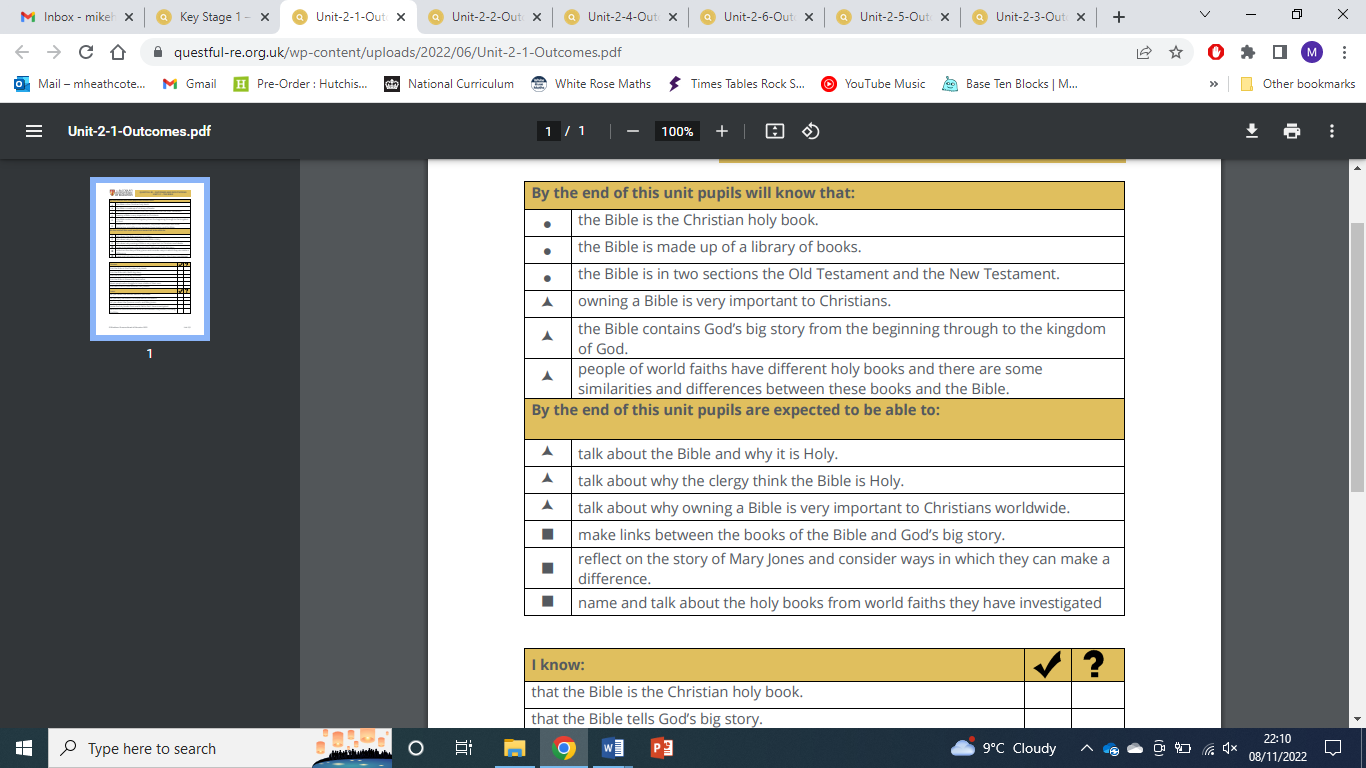 Inbox - mikeh
Key Stage 1 –
Unit-2-1-Out
Unit-2-2-Out
Unit-2-4-Out
Unit-2-6-Out
Unit-2-5-Out
Unit-2-3-Out
questful-re.org.uk/wp-content/uploads/2022/06/Unit-2-1-Outcomes.pdf
M
Mail – mheathcote...
Gmail
H
Pre-Order : Hutchis...
National Curriculum
White Rose Maths
Times Tables Rock S...
YouTube Music
Base Ten Blocks | M...
»
Other bookmarks
Unit-2-1-Outcomes.pdf
1 / 1
100%
1
By the end of this unit pupils will know that:
the Bible is the Christian holy book.
the Bible is made up of a library of books.
the Bible is in two sections the Old Testament and the New Testament.
owning a Bible is very important to Christians.
the Bible contains God's big story from the beginning through to the kingdom
of God.
people of world faiths have different holy books and there are some
similarities and differences between these books and the Bible.
By the end of this unit pupils are expected to be able to:
talk about the Bible and why it is Holy.
talk about why the clergy think the Bible is Holy.
talk about why owning a Bible is very important to Christians worldwide.
make links between the books of the Bible and God's big story.
reflect on the story of Mary Jones and consider ways in which they can make a
difference.
name and talk about the holy books from world faiths they have investigated
I know:
?
that the Bible is the Christian holy book.
that the Bible tells God's big story.
Type here to search
9°C Cloudy
22:10
08/11/2022